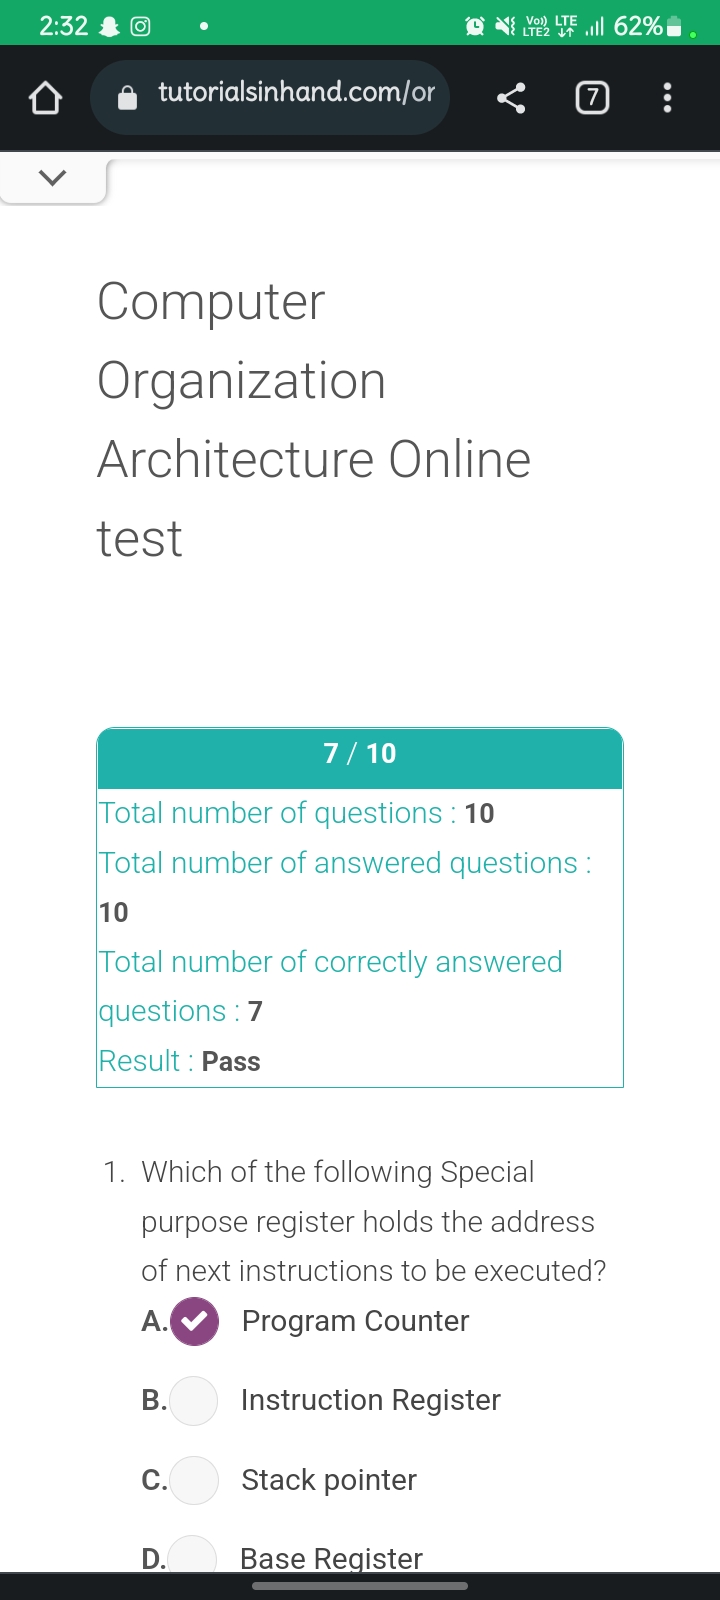 2:32
Vo)) LTE2 LTE 62%
tutorialsinhand.com/or
7
Computer
Organization
Architecture Online
test
7 / 10
Total number of questions : 10
Total number of answered questions :
10
Total number of correctly answered
questions : 7
Result : Pass
1. Which of the following Special
purpose register holds the address
of next instructions to be executed?
A. Program Counter
B. Instruction Register
C. Stack pointer
D. Base Register